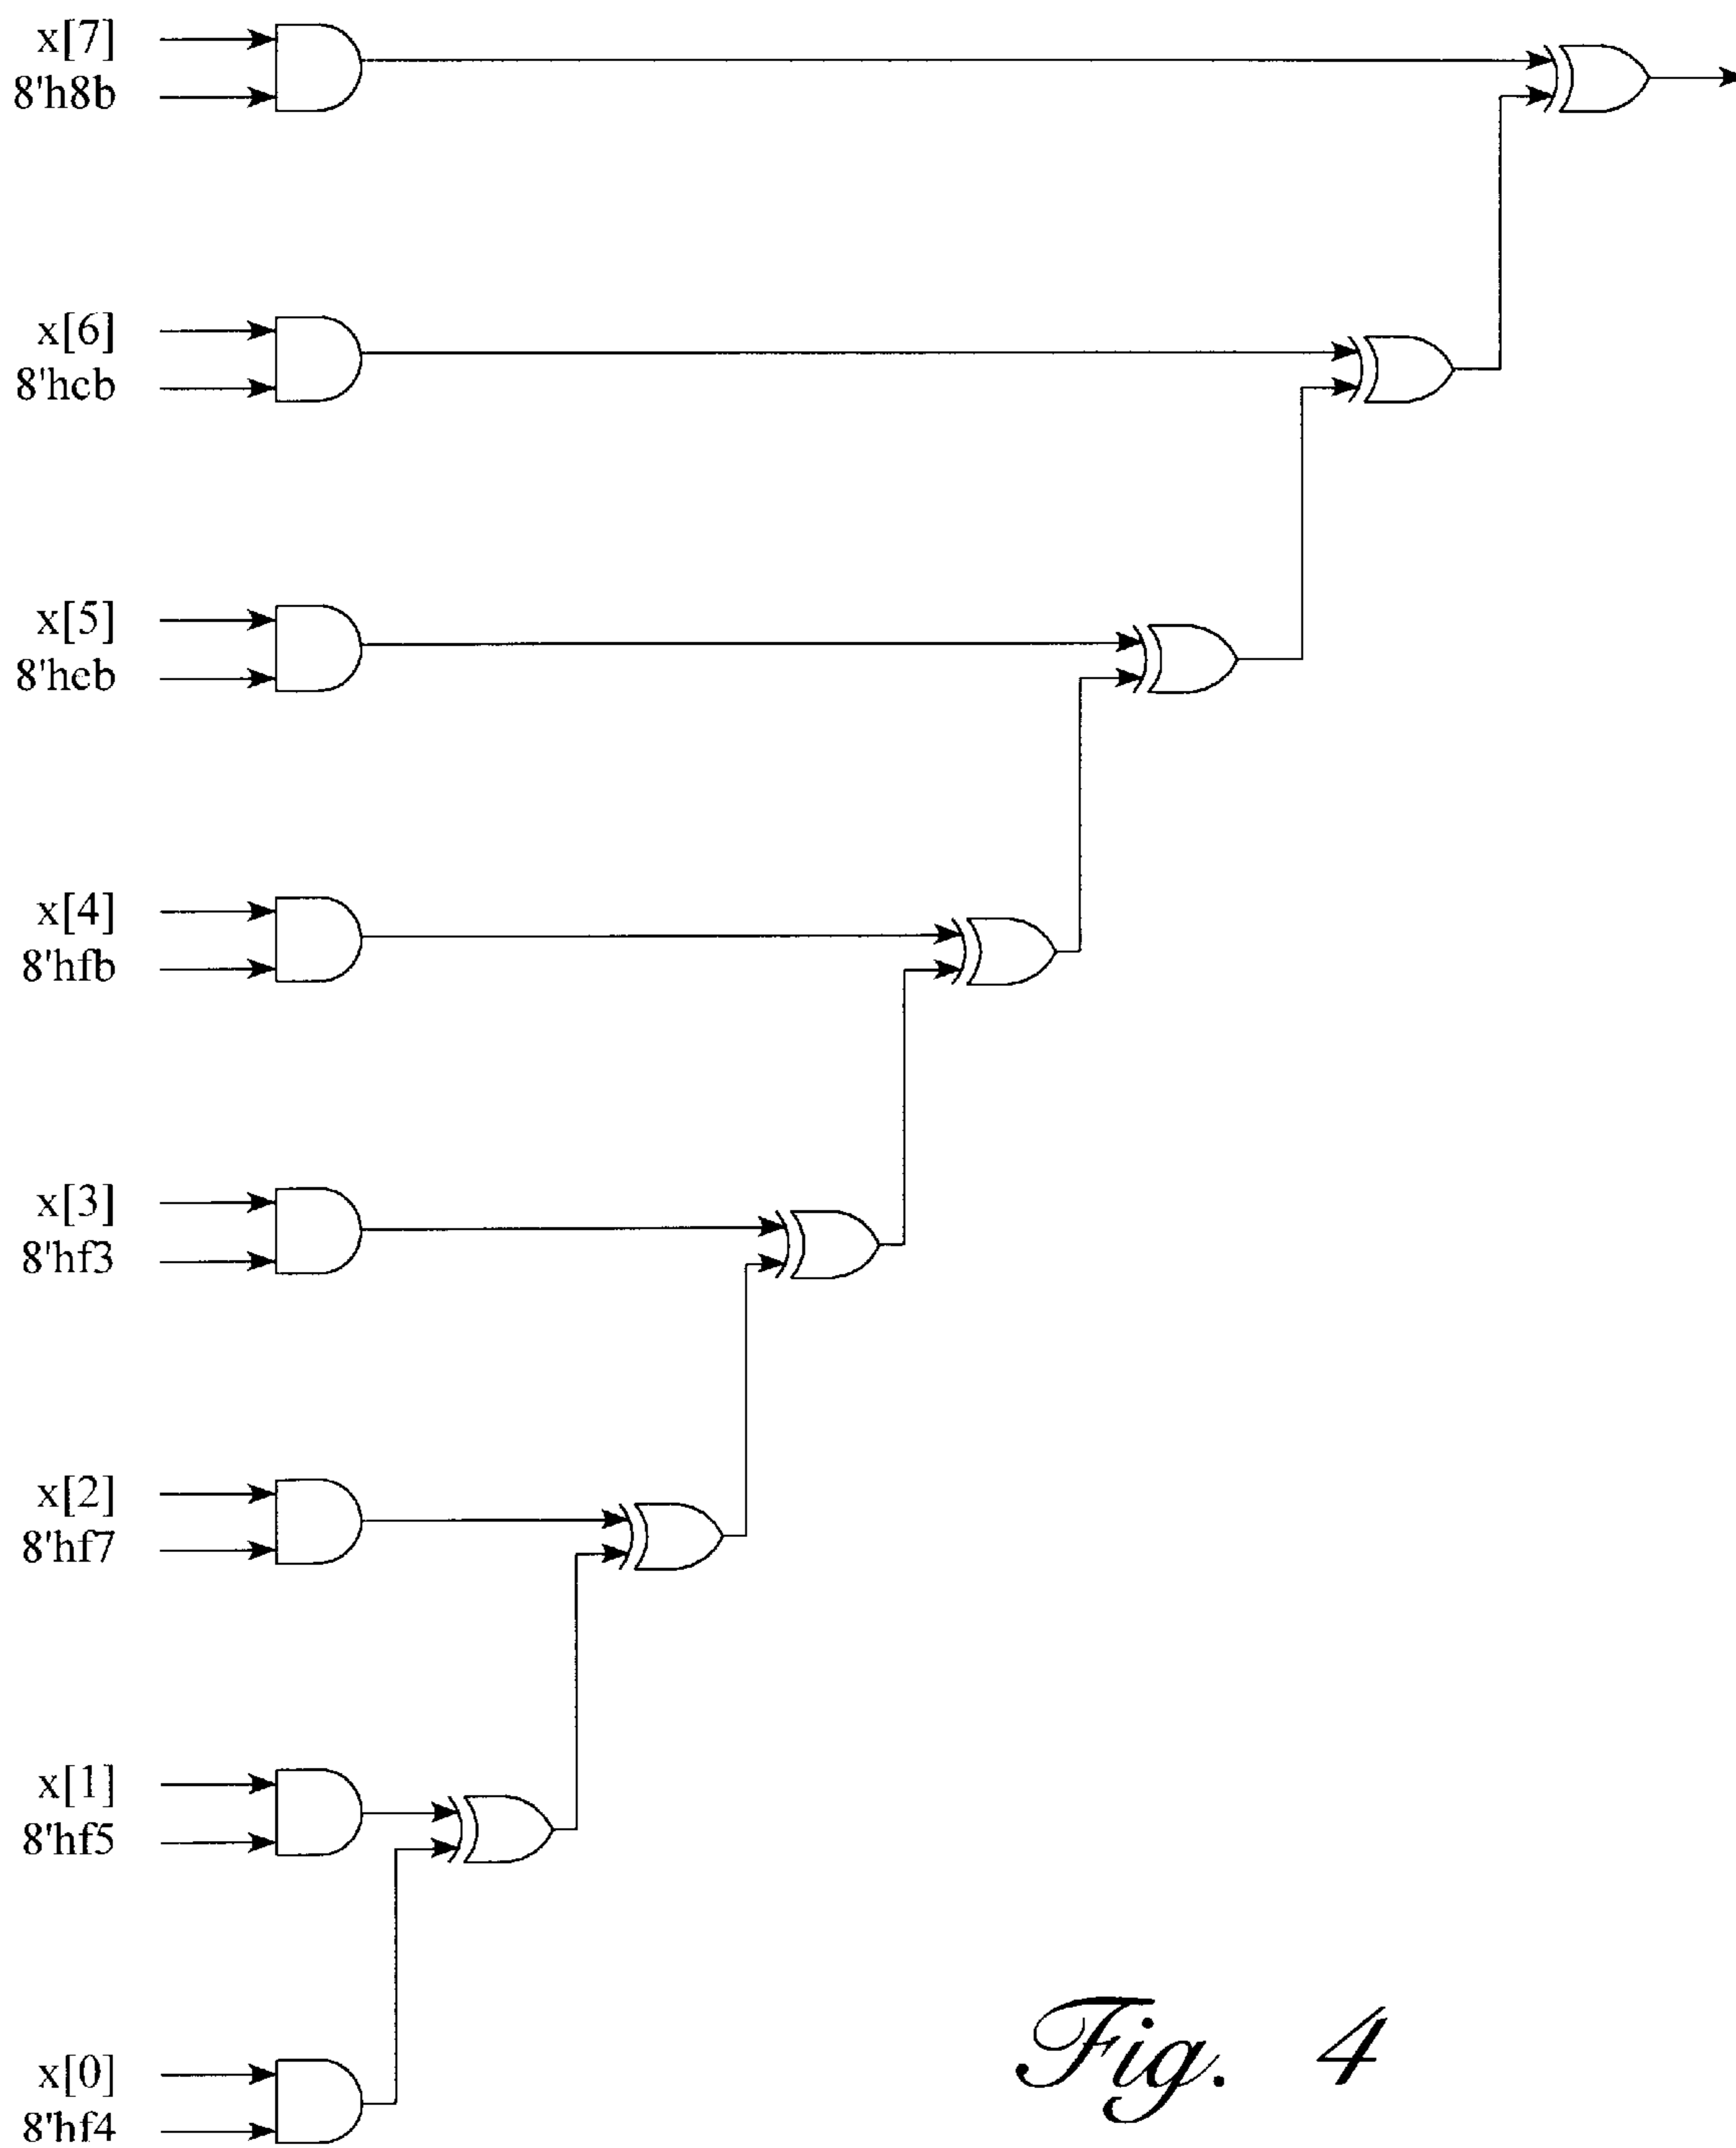 x[7]
8'h8b
x[6]
8'hcb
x[5]
8'heb
x[4]
8'hfb
x[3]
8'hf3
x[2]
8'hf7
x[1]
8'hf5
x[0]
8'hf4
Fig. 4